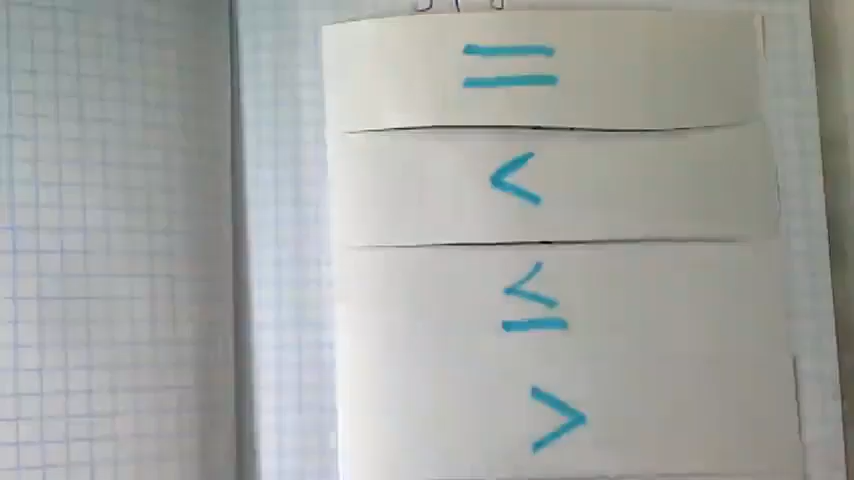 =
<
≤
>